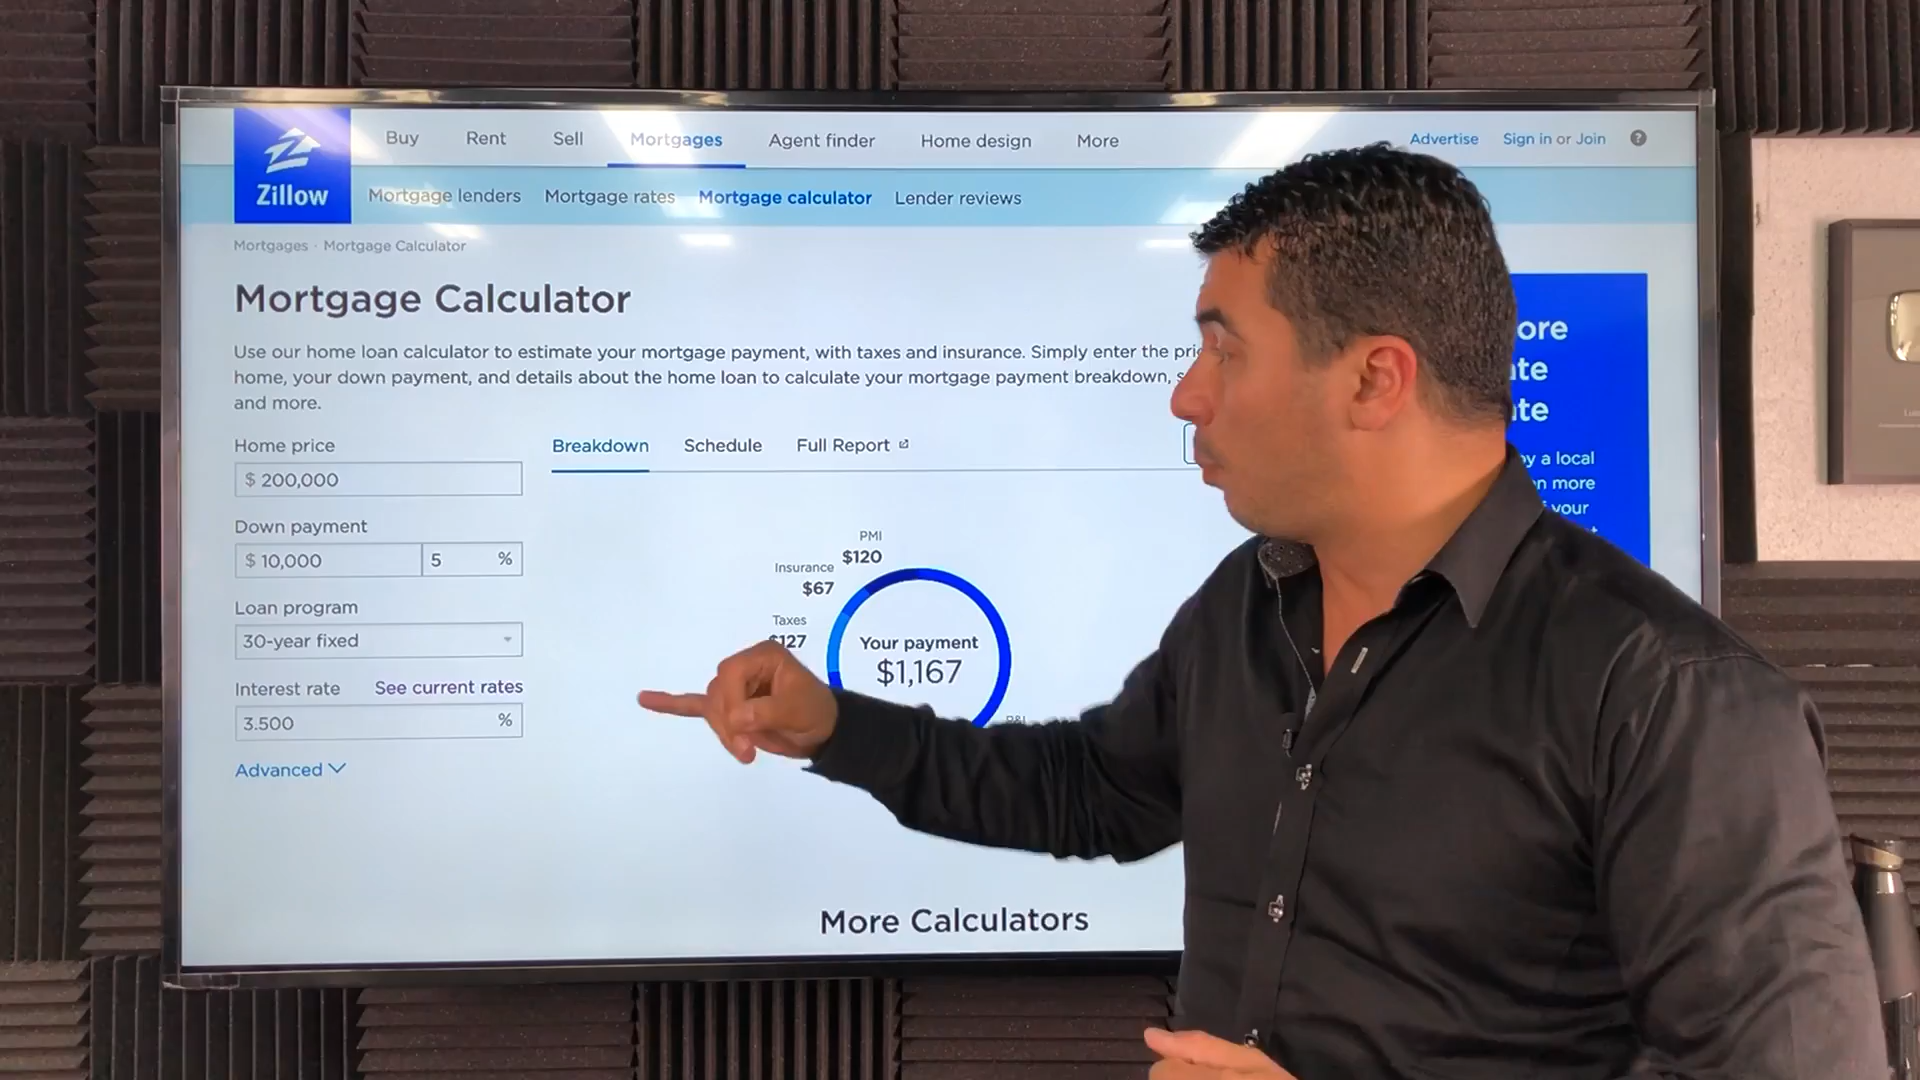 Buy Rent Sell Mortgages Agent finder Home design More Advertise Sign in or Join ?
Zillow
Mortgage lenders Mortgage rates Mortgage calculator Lender reviews
Mortgages · Mortgage Calculator
Mortgage Calculator
Use our home loan calculator to estimate your mortgage payment, with taxes and insurance. Simply enter the
home, your down payment, and details about the home loan to calculate your mortgage payment breakdown,
and more.
Home price
$ 200,000
Down payment
$ 10,000 5 %
Loan program
30-year fixed
Interest rate See current rates
3.500 %
Advanced
Breakdown Schedule Full Report
PMI
$120
Insurance
$67
Taxes
$127
Your payment
$1,167
P&I
More Calculators
ore
te
te
by a local
more
your